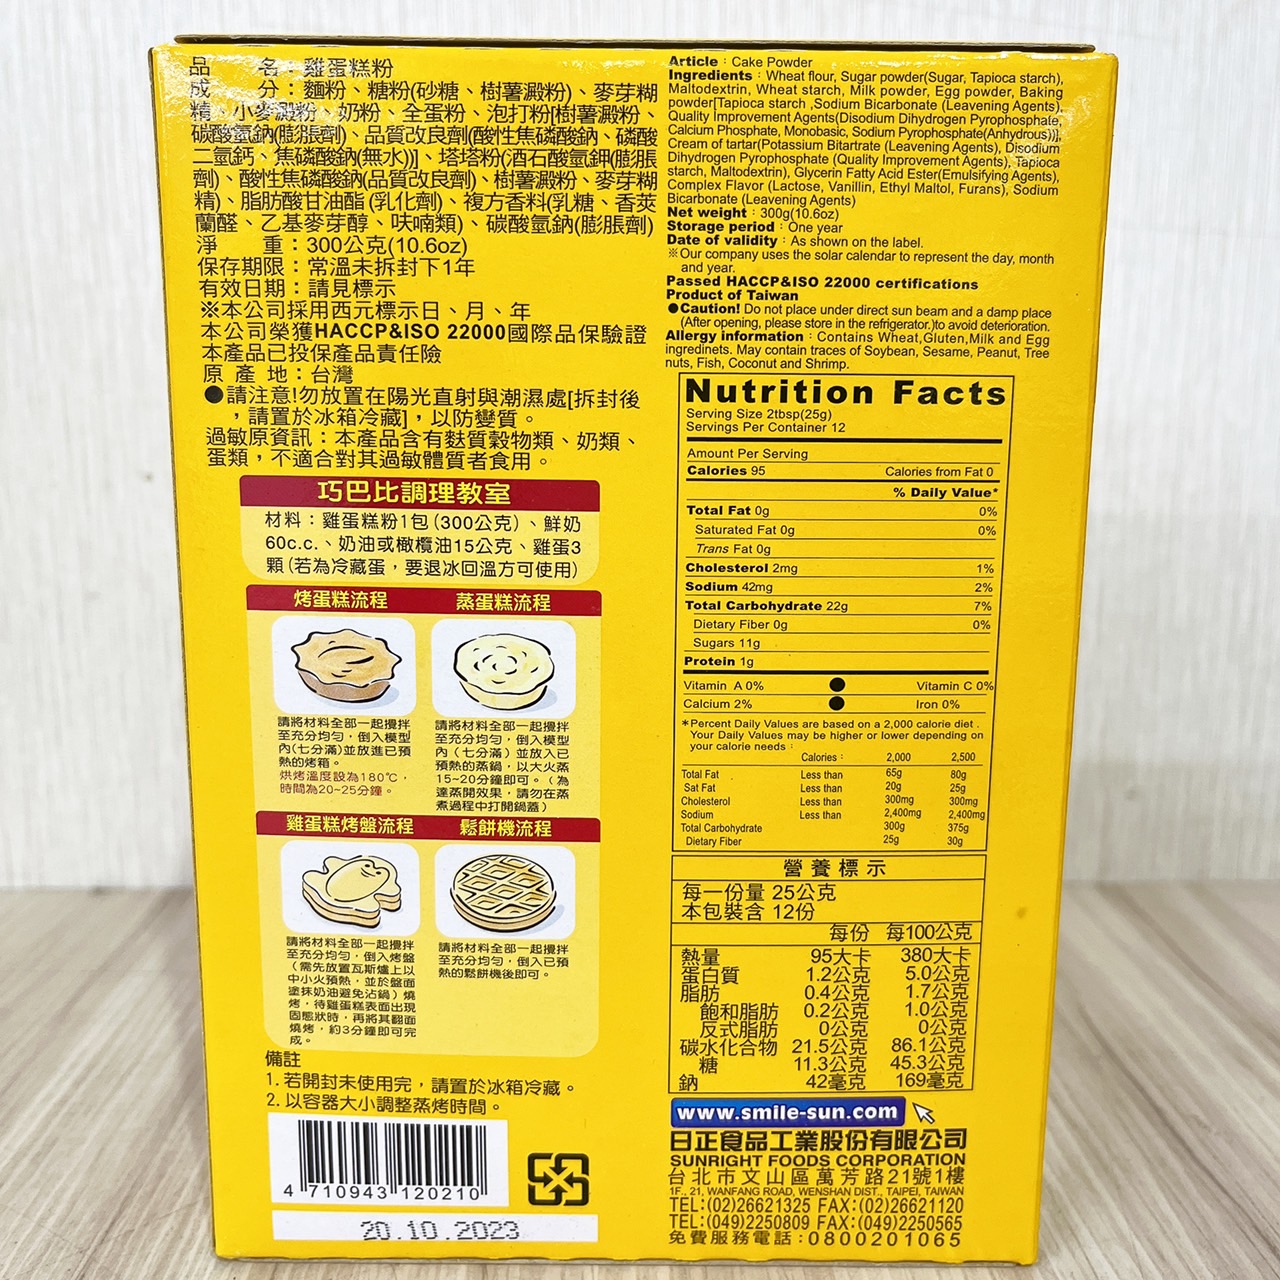 品　　名：雞蛋糕粉
成　　分：麵粉、糖粉(砂糖、樹薯澱粉)、麥芽糊
精、小麥澱粉、奶粉、全蛋粉、泡打粉[樹薯澱粉、
碳酸氫鈉(膨脹劑)、品質改良劑(酸性焦磷酸鈉、磷酸
二氫鈣、焦磷酸鈉(無水))]、塔塔粉(酒石酸氫鉀(膨脹
劑)、酸性焦磷酸鈉(品質改良劑)、樹薯澱粉、麥芽糊
精)、脂肪酸甘油酯(乳化劑)、複方香料(乳糖、香莢
蘭醛、乙基麥芽醇、呋喃類)、碳酸氫鈉(膨脹劑)
淨　　重：300公克(10.6oz)
保存期限：常溫未拆封下1年
有效日期：請見標示
※本公司採用西元標示日、月、年
本公司榮獲HACCP&ISO 22000國際品保驗證
本產品已投保產品責任險
原 產 地：台灣
●請注意!勿放置在陽光直射與潮濕處[拆封後
，請置於冰箱冷藏]，以防變質。
過敏原資訊：本產品含有麩質穀物類、奶類、
蛋類，不適合對其過敏體質者食用。
巧巴比調理教室
材料：雞蛋糕粉1包(300公克)、鮮奶
60c.c.、奶油或橄欖油15公克、雞蛋3
顆(若為冷藏蛋，要退冰回溫方可使用)
烤蛋糕流程
請將材料全部一起攪拌
至充分均勻，倒入模型
內(七分滿)並放進已預
熱的烤箱。
烘烤溫度設為180℃，
時間為20~25分鐘。
蒸蛋糕流程
請將材料全部一起攪拌
至充分均勻，倒入模型
內（七分滿）並放入已
預熱的蒸鍋，以大火蒸
15~20分鐘即可。（為
達蒸開效果，請勿在蒸
煮過程中打開鍋蓋）
雞蛋糕烤盤流程
請將材料全部一起攪拌
至充分均勻，倒入烤盤
（需先放置瓦斯爐上以
中小火預熱，並於盤面
塗抹奶油避免沾鍋）燒
烤，待雞蛋糕表面出現
固態狀時，再將其翻面
燒烤，約3分鐘即可完
成。
鬆餅機流程
請將材料全部一起攪拌
至充分均勻，倒入已預
熱的鬆餅機後即可。
備註
1.若開封未使用完，請置於冰箱冷藏。
2.以容器大小調整蒸烤時間。
4 710943 120210
20.10.2023
Article：Cake Powder
Ingredients：Wheat flour, Sugar powder(Sugar, Tapioca starch),
Maltodextrin, Wheat starch, Milk powder, Egg powder, Baking
powder[Tapioca starch ,Sodium Bicarbonate (Leavening Agents),
Quality Improvement Agents(Disodium Dihydrogen Pyrophosphate,
Calcium Phosphate, Monobasic, Sodium Pyrophosphate(Anhydrous))],
Cream of tartar(Potassium Bitartrate (Leavening Agents), Disodium
Dihydrogen Pyrophosphate (Quality Improvement Agents), Tapioca
starch, Maltodextrin), Glycerin Fatty Acid Ester(Emulsifying Agents),
Complex Flavor (Lactose, Vanillin, Ethyl Maltol, Furans), Sodium
Bicarbonate (Leavening Agents)
Net weight：300g(10.6oz)
Storage period：One year
Date of validity：As shown on the label.
※Our company uses the solar calendar to represent the day, month
and year.
Passed HACCP&ISO 22000 certifications
Product of Taiwan
●Caution! Do not place under direct sun beam and a damp place
(After opening, please store in the refrigerator.)to avoid deterioration.
Allergy information：Contains Wheat,Gluten,Milk and Egg
ingredinets. May contain traces of Soybean, Sesame, Peanut, Tree
nuts, Fish, Coconut and Shrimp.
Nutrition Facts
Serving Size 2tbsp(25g)
Servings Per Container 12
Amount Per Serving
Calories 95 Calories from Fat 0
% Daily Value*
Total Fat 0g 0%
Saturated Fat 0g 0%
Trans Fat 0g
Cholesterol 2mg 1%
Sodium 42mg 2%
Total Carbohydrate 22g 7%
Dietary Fiber 0g 0%
Sugars 11g
Protein 1g
Vitamin A 0% ● Vitamin C 0%
Calcium 2% ● Iron 0%
*Percent Daily Values are based on a 2,000 calorie diet .
Your Daily Values may be higher or lower depending on
your calorie needs：
Calories： 2,000 2,500
Total Fat Less than 65g 80g
Sat Fat Less than 20g 25g
Cholesterol Less than 300mg 300mg
Sodium Less than 2,400mg 2,400mg
Total Carbohydrate 300g 375g
Dietary Fiber 25g 30g
營養標示
每一份量 25公克
本包裝含 12份
每份 每100公克
熱量 95大卡 380大卡
蛋白質 1.2公克 5.0公克
脂肪 0.4公克 1.7公克
飽和脂肪 0.2公克 1.0公克
反式脂肪 0公克 0公克
碳水化合物 21.5公克 86.1公克
糖 11.3公克 45.3公克
鈉 42毫克 169毫克
www.smile-sun.com
日正食品工業股份有限公司
SUNRIGHT FOODS CORPORATION
台北市文山區萬芳路21號1樓
1F., 21, WANFANG ROAD, WENSHAN DIST., TAIPEI, TAIWAN
TEL:(02)26621325 FAX:(02)26621120
TEL:(049)2250809 FAX:(049)2250565
免費服務電話:0800201065